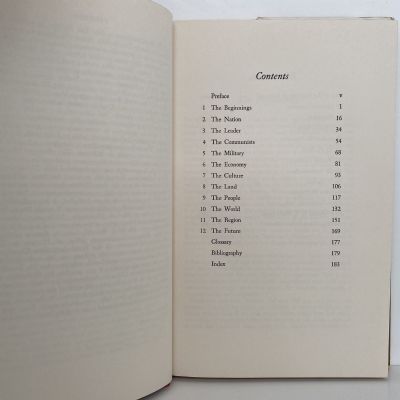 Contents
Preface v
1 The Beginnings 1
2 The Nation 16
3 The Leader 34
4 The Communists 54
5 The Military 68
6 The Economy 81
7 The Culture 93
8 The Land 106
9 The People 117
10 The World 132
11 The Region 151
12 The Future 169
Glossary 177
Bibliography 179
Index 181